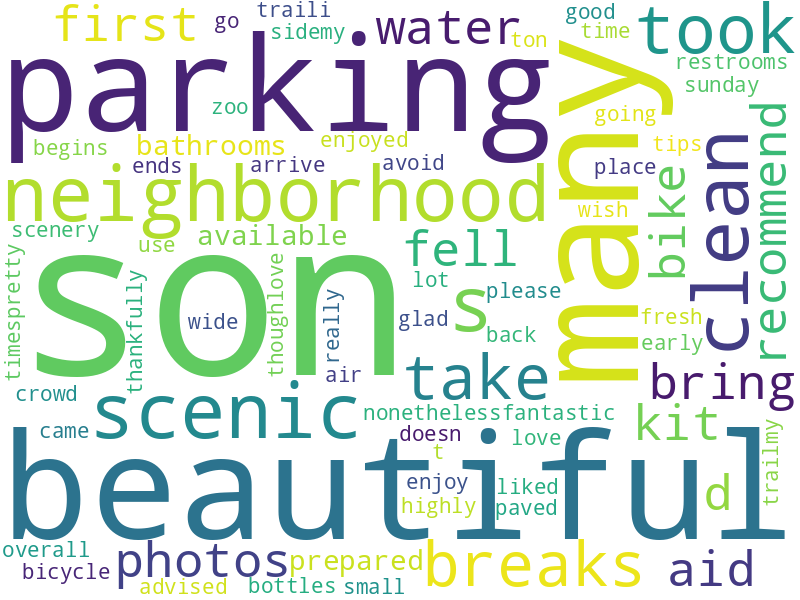 first go traili sidemy water ton good time took
restrooms
sunday
parking zoo many going
begins bathrooms enjoyed tips
ends arrive avoid place clean recommend
neighborhood bike
scenery use available wish
timespretty thankfully son thoughlove really fell
wide lot s please
glad back fresh
early
crowd air take bring
scenic nonethelessfantastic kit
came doesn love
t trailmy
beautiful enjoy liked d
highly paved
overall photos prepared breaks aid
bicycle advised bottles small